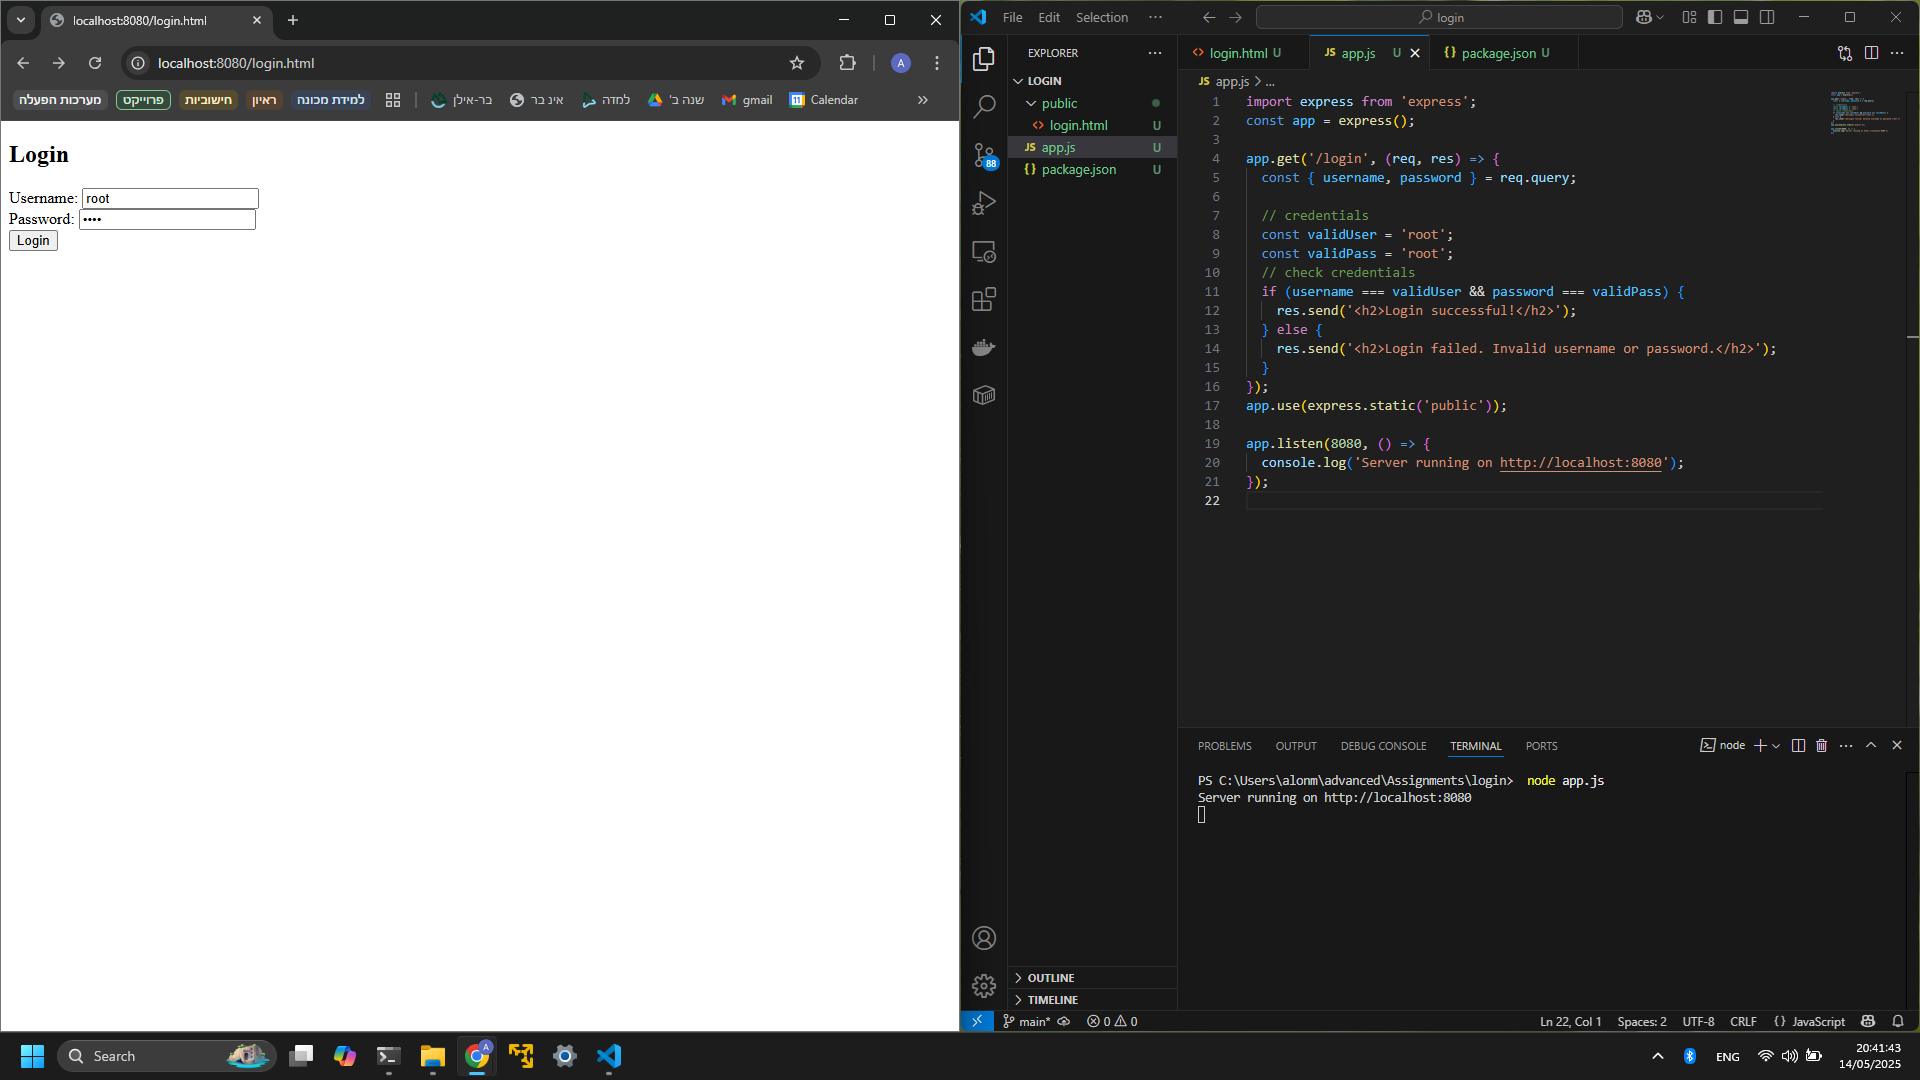 localhost:8080/login.html
localhost:8080/login.html
A
מערכות הפעלה
פרוייקט
חישוביות
ראיון
למידת מכונה
בר-אילן
אינ בר
למדה
שנה ב'
gmail
Calendar
Login
Username: root
Password: ••••
Login
File Edit Selection ···
login
EXPLORER
LOGIN
public
login.html U
app.js U
package.json U
88
OUTLINE
TIMELINE
login.html U
JS app.js U
{} package.json U
JS app.js > ...
1 import express from 'express';
2 const app = express();
3
4 app.get('/login', (req, res) => {
5 const { username, password } = req.query;
6
7 // credentials
8 const validUser = 'root';
9 const validPass = 'root';
10 // check credentials
11 if (username === validUser && password === validPass) {
12 res.send('<h2>Login successful!</h2>');
13 } else {
14 res.send('<h2>Login failed. Invalid username or password.</h2>');
15 }
16 });
17 app.use(express.static('public'));
18
19 app.listen(8080, () => {
20 console.log('Server running on http://localhost:8080');
21 });
22
PROBLEMS OUTPUT DEBUG CONSOLE TERMINAL PORTS
node
PS C:\Users\alonm\advanced\Assignments\login> node app.js
Server running on http://localhost:8080
main* 0 0
Ln 22, Col 1 Spaces: 2 UTF-8 CRLF {} JavaScript
Search
A
ENG
20:41:43
14/05/2025